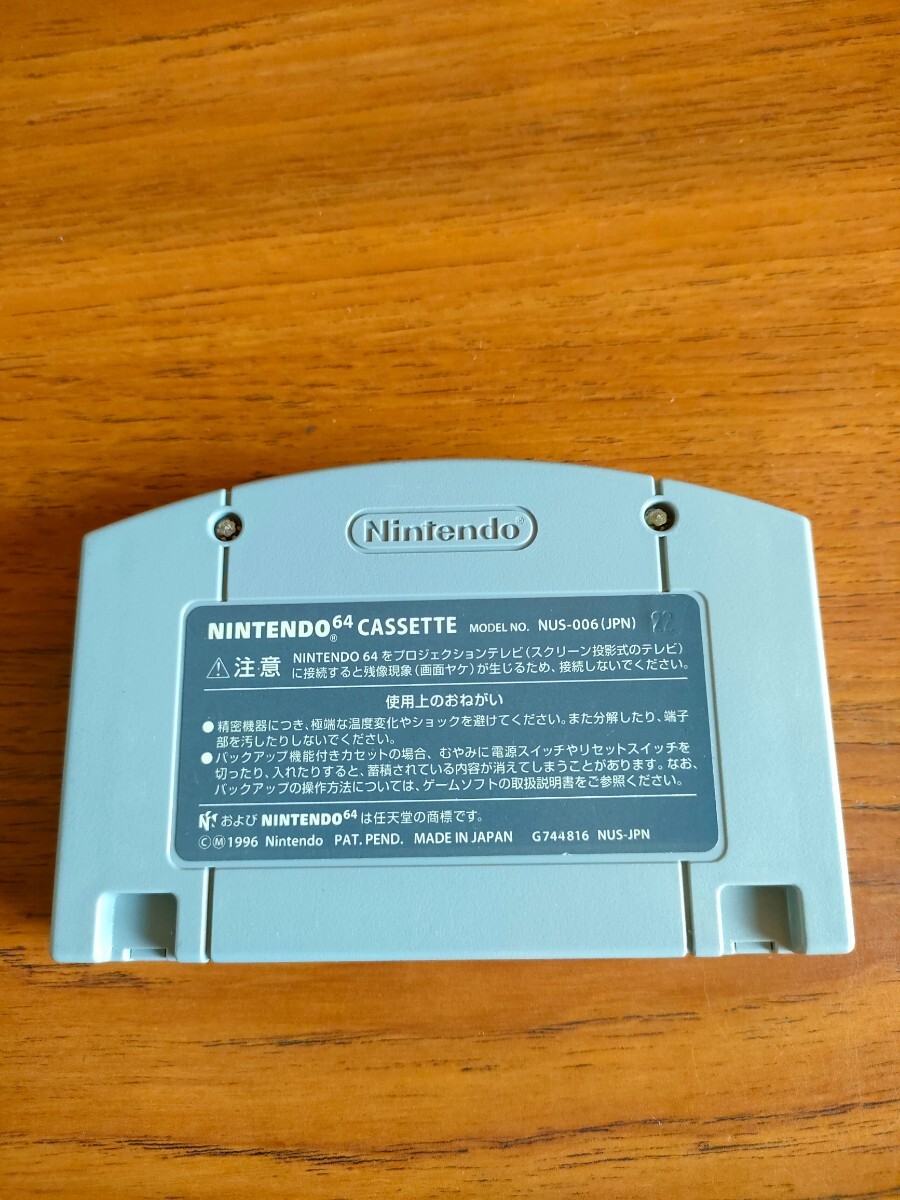 Nintendo®
NINTENDO64® CASSETTE MODEL NO. NUS-006(JPN) 22
⚠注意 NINTENDO 64をプロジェクションテレビ(スクリーン投影式のテレビ)
に接続すると残像現象(画面ヤケ)が生じるため、接続しないでください。
使用上のおねがい
●精密機器につき、極端な温度変化やショックを避けてください。また分解したり、端子
部を汚したりしないでください。
●バックアップ機能付きカセットの場合、むやみに電源スイッチやリセットスイッチを
切ったり、入れたりすると、蓄積されている内容が消えてしまうことがあります。なお、
バックアップの操作方法については、ゲームソフトの取扱説明書をご参照ください。
および NINTENDO64は任天堂の商標です。
ⒸⓂ1996 Nintendo PAT. PEND. MADE IN JAPAN G744816 NUS-JPN